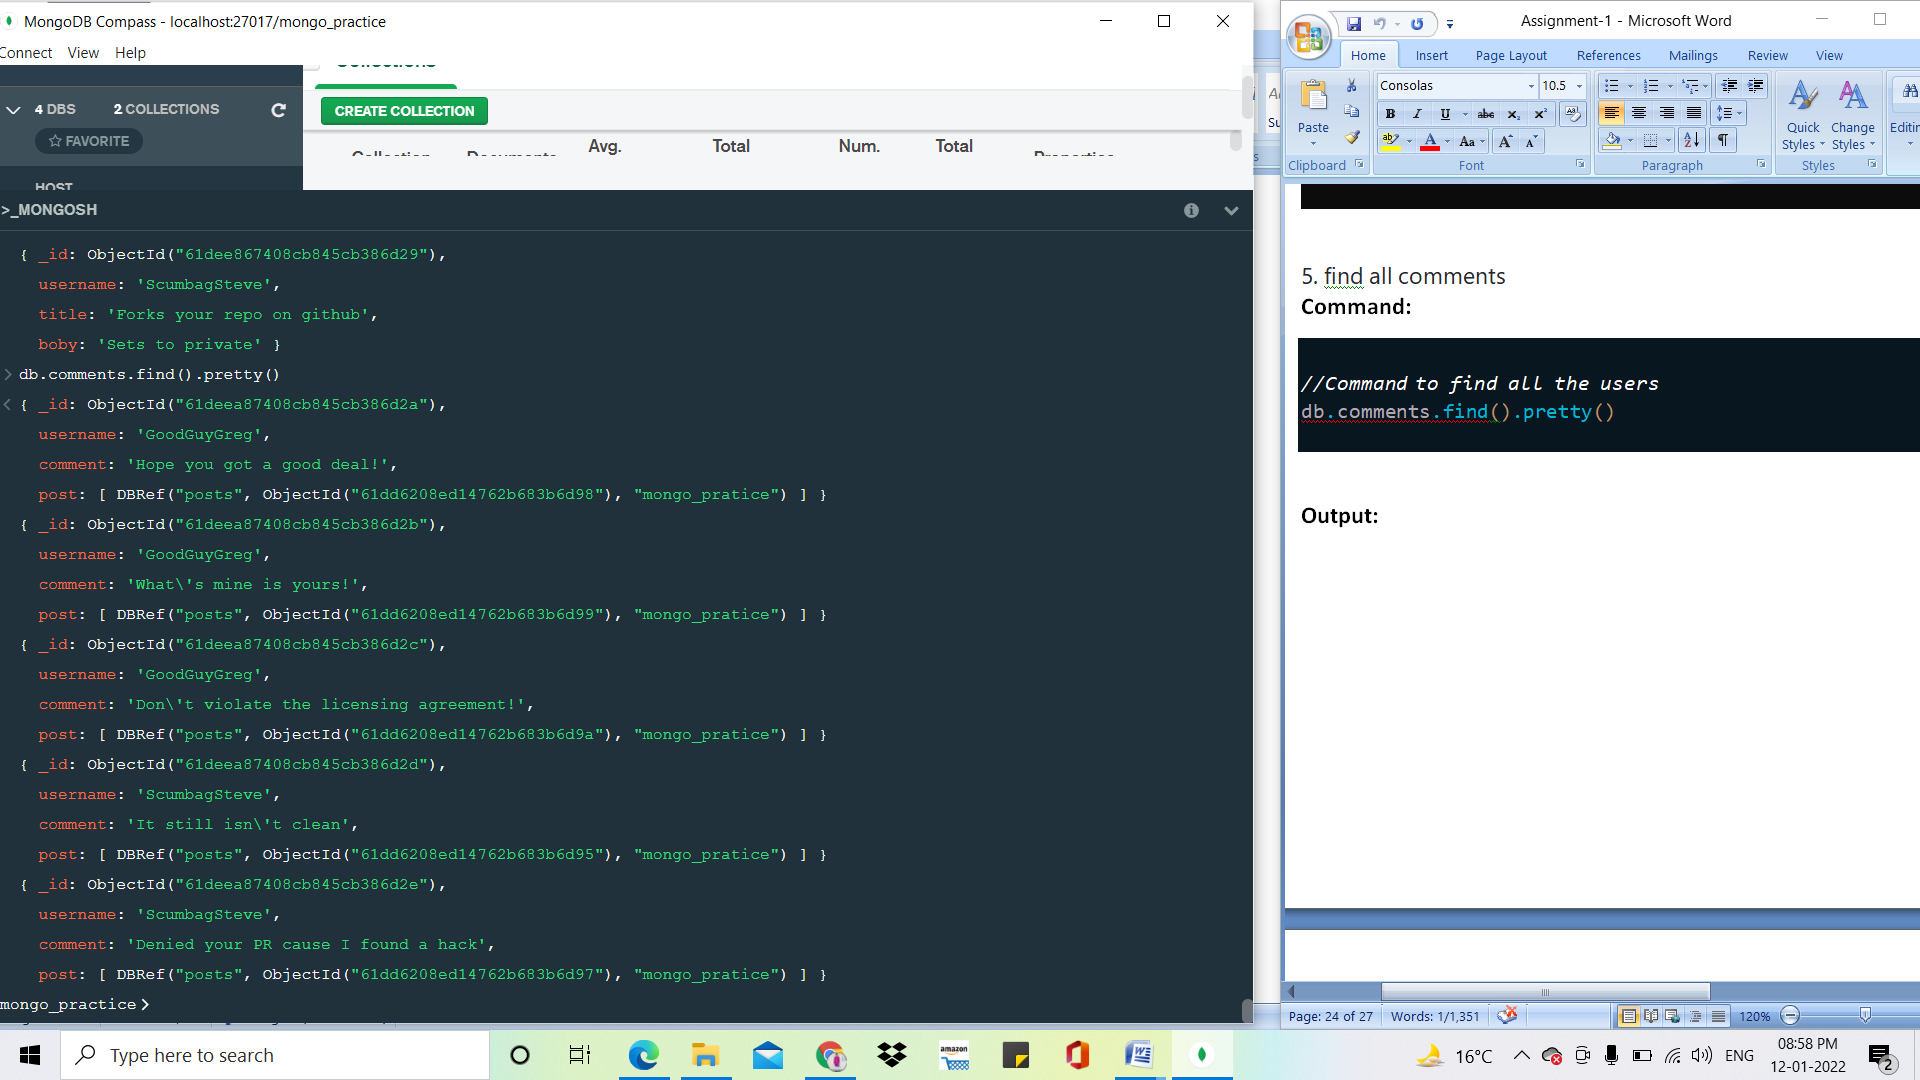 MongoDB Compass - localhost:27017/mongo_practice
Connect View Help
4 DBS 2 COLLECTIONS
FAVORITE
HOST
Collections
CREATE COLLECTION
Collection Documents Avg. Total Num. Total Properties
>_MONGOSH
{ _id: ObjectId("61dee867408cb845cb386d29"),
username: 'ScumbagSteve',
title: 'Forks your repo on github',
boby: 'Sets to private' }
db.comments.find().pretty()
{ _id: ObjectId("61deea87408cb845cb386d2a"),
username: 'GoodGuyGreg',
comment: 'Hope you got a good deal!',
post: [ DBRef("posts", ObjectId("61dd6208ed14762b683b6d98"), "mongo_pratice") ] }
{ _id: ObjectId("61deea87408cb845cb386d2b"),
username: 'GoodGuyGreg',
comment: 'What\'s mine is yours!',
post: [ DBRef("posts", ObjectId("61dd6208ed14762b683b6d99"), "mongo_pratice") ] }
{ _id: ObjectId("61deea87408cb845cb386d2c"),
username: 'GoodGuyGreg',
comment: 'Don\'t violate the licensing agreement!',
post: [ DBRef("posts", ObjectId("61dd6208ed14762b683b6d9a"), "mongo_pratice") ] }
{ _id: ObjectId("61deea87408cb845cb386d2d"),
username: 'ScumbagSteve',
comment: 'It still isn\'t clean',
post: [ DBRef("posts", ObjectId("61dd6208ed14762b683b6d95"), "mongo_pratice") ] }
{ _id: ObjectId("61deea87408cb845cb386d2e"),
username: 'ScumbagSteve',
comment: 'Denied your PR cause I found a hack',
post: [ DBRef("posts", ObjectId("61dd6208ed14762b683b6d97"), "mongo_pratice") ] }
mongo_practice >
Assignment-1 - Microsoft Word
Home Insert Page Layout References Mailings Review View
Consolas 10.5
Paste
Quick Styles
Change Styles
Editin
Clipboard Font Paragraph Styles
5. find all comments
Command:
//Command to find all the users
db.comments.find().pretty()
Output:
Page: 24 of 27 Words: 1/1,351 120%
Type here to search
amazon
16°C ENG 08:58 PM
12-01-2022
2